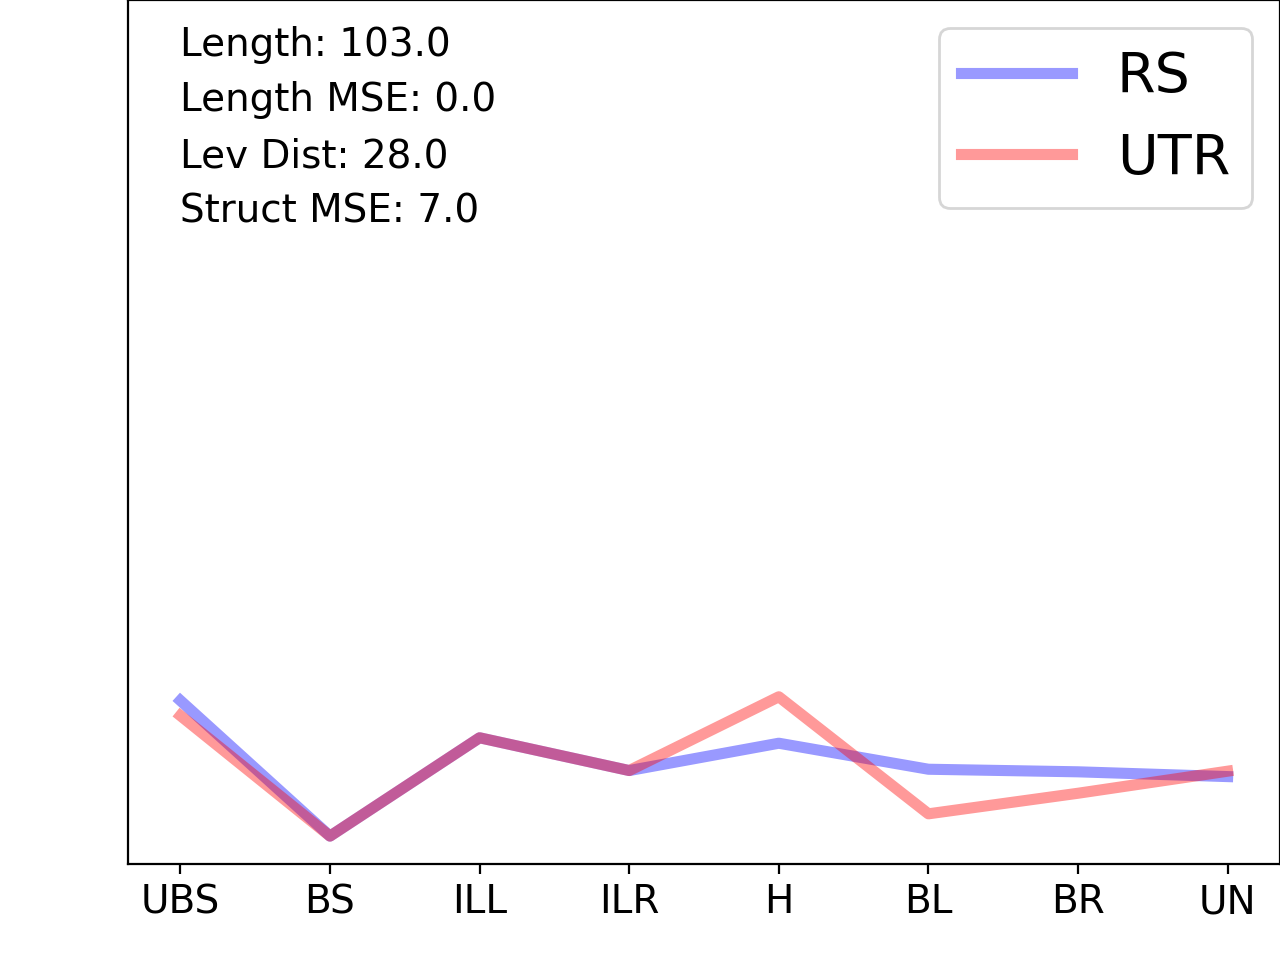 Length: 103.0
Length MSE: 0.0
Lev Dist: 28.0
Struct MSE: 7.0
RS
UTR
UBS BS ILL ILR H BL BR UN